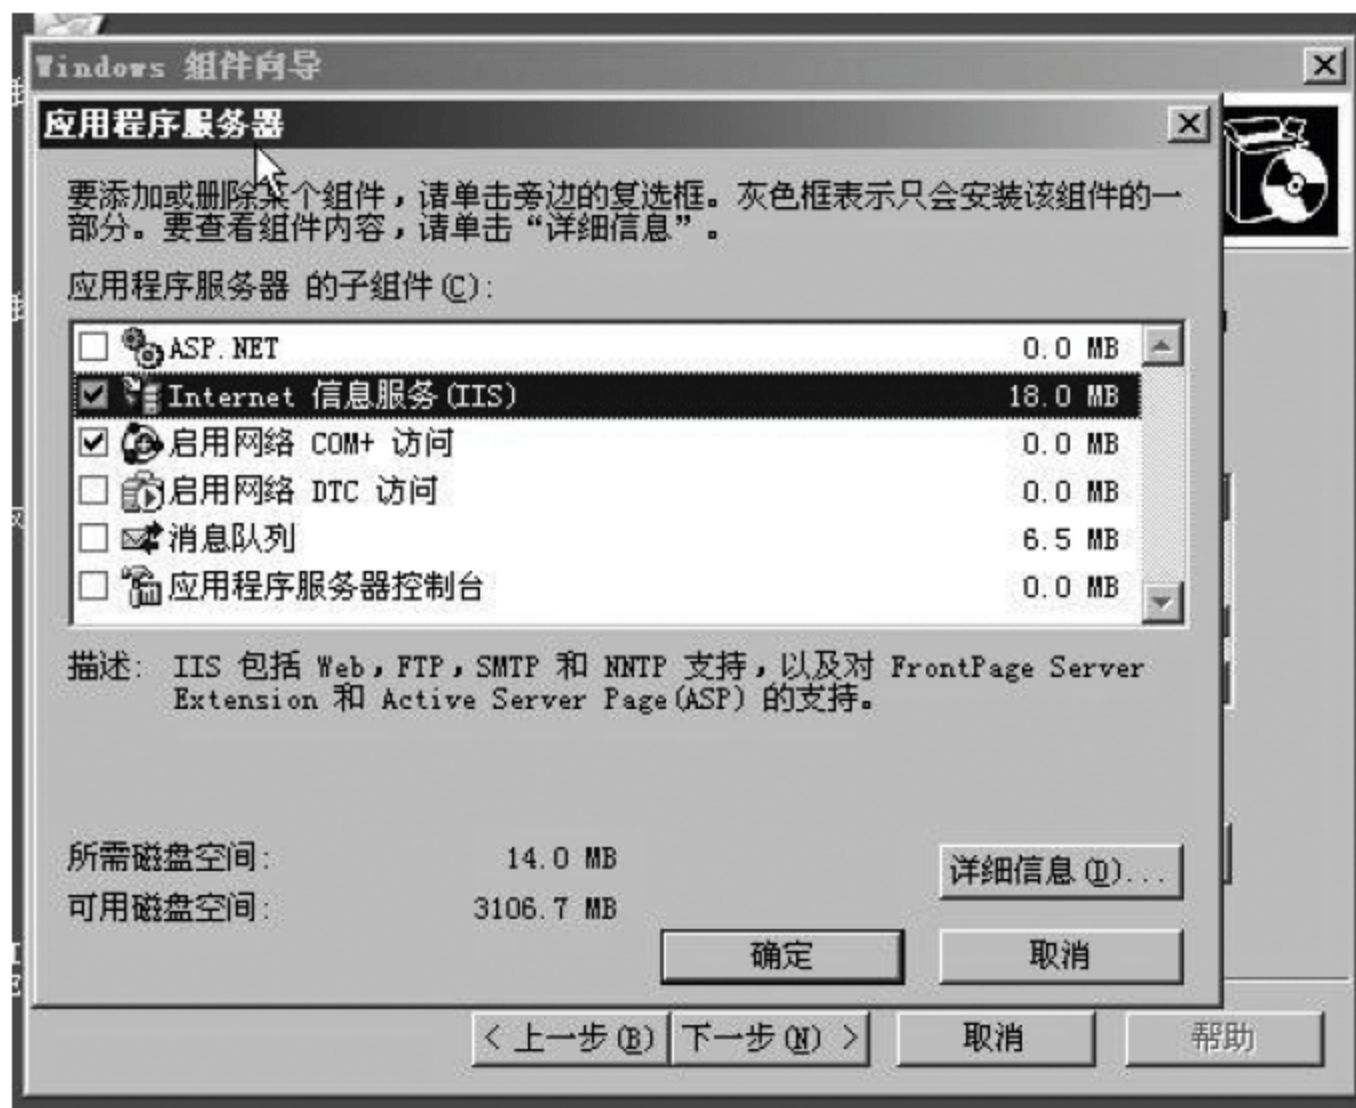 Windows 组件向导
应用程序服务器
要添加或删除某个组件，请单击旁边的复选框。灰色框表示只会安装该组件的一
部分。要查看组件内容，请单击“详细信息”。
应用程序服务器 的子组件(C):
ASP.NET 0.0 MB
Internet 信息服务(IIS) 18.0 MB
启用网络 COM+ 访问 0.0 MB
启用网络 DTC 访问 0.0 MB
消息队列 6.5 MB
应用程序服务器控制台 0.0 MB
描述: IIS 包括 Web，FTP，SMTP 和 NNTP 支持，以及对 FrontPage Server
Extension 和 Active Server Page(ASP) 的支持。
所需磁盘空间: 14.0 MB
详细信息(D)...
可用磁盘空间: 3106.7 MB
确定 取消
< 上一步(B) 下一步(N) > 取消 帮助